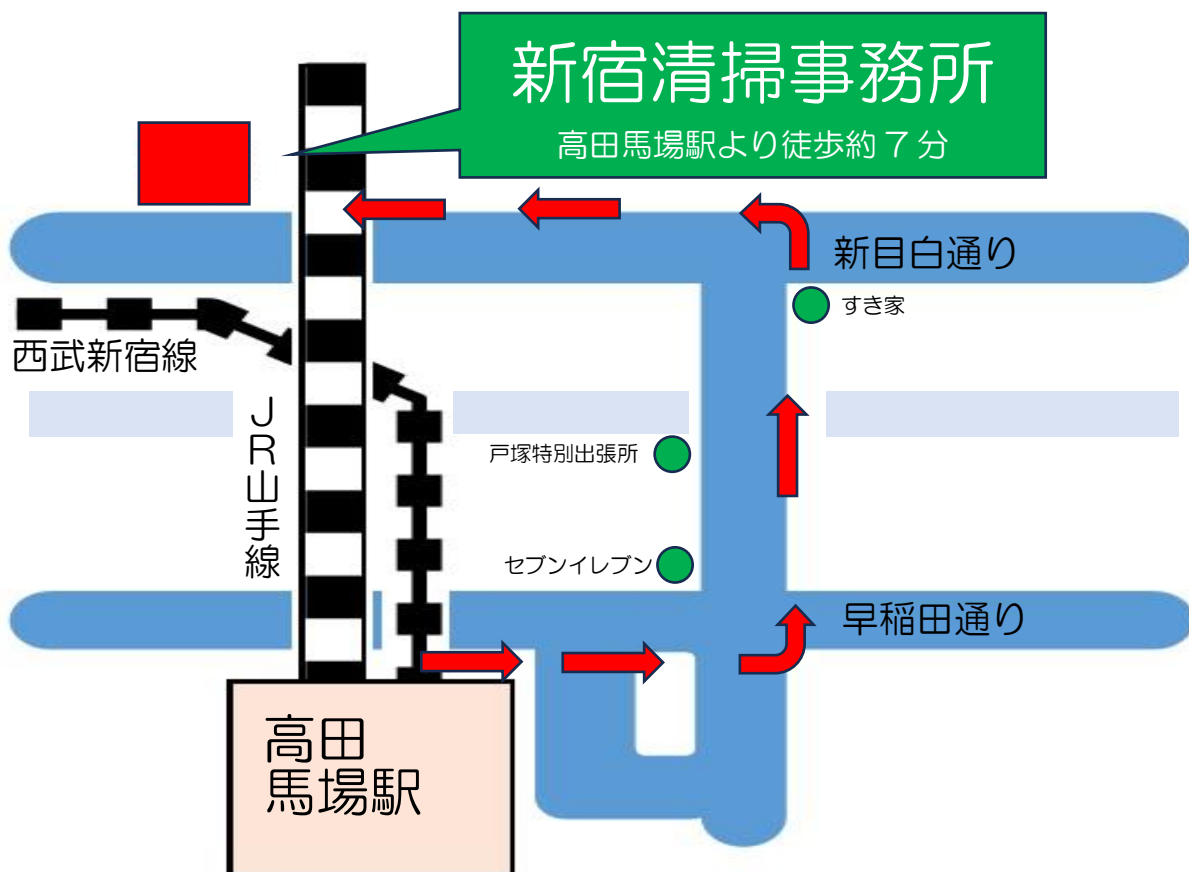 新宿清掃事務所
高田馬場駅より徒歩約７分
新目白通り
すき家
西武新宿線
ＪＲ山手線
戸塚特別出張所
セブンイレブン
早稲田通り
高田
馬場駅